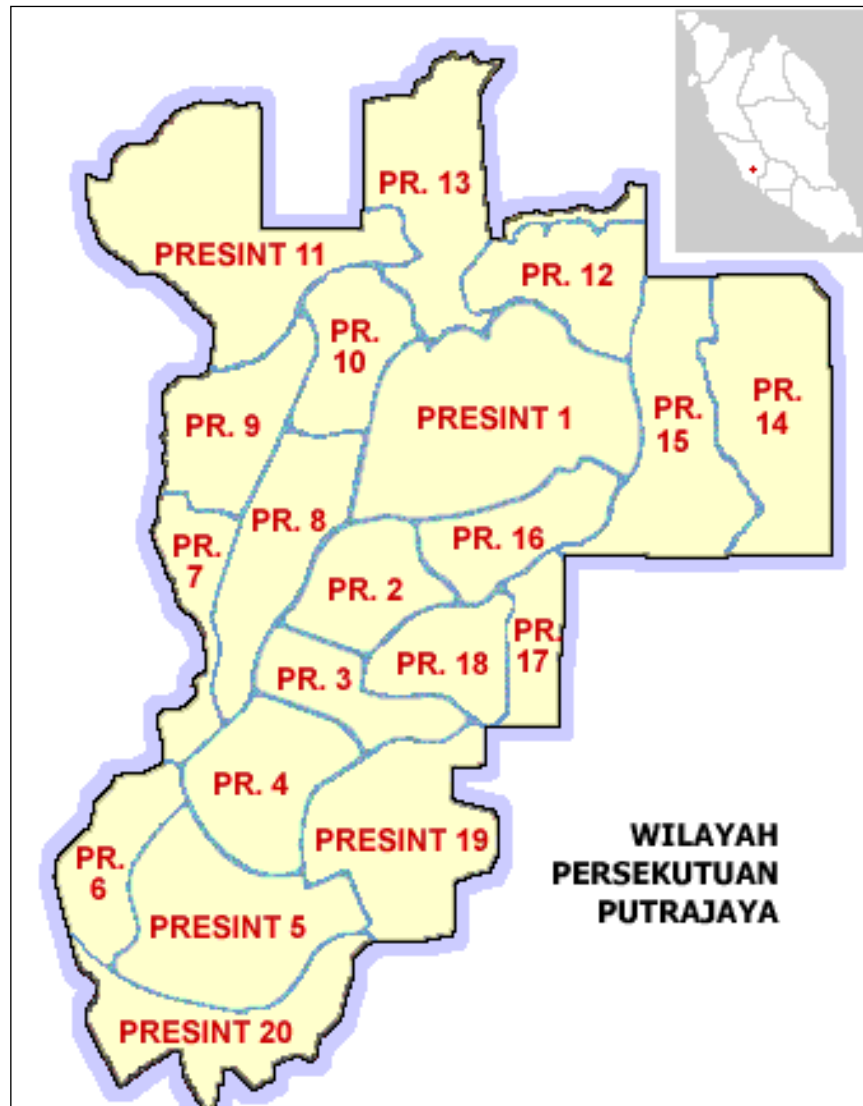 PR. 13
PRESINT 11
PR. 12
PR.
10
PR. 9
PRESINT 1
PR.
15
PR.
14
PR. 8
PR. 16
PR.
7
PR. 2
PR.
17
PR. 18
PR. 3
PR. 4
PRESINT 19
PR.
6
PRESINT 5
PRESINT 20
WILAYAH
PERSEKUTUAN
PUTRAJAYA